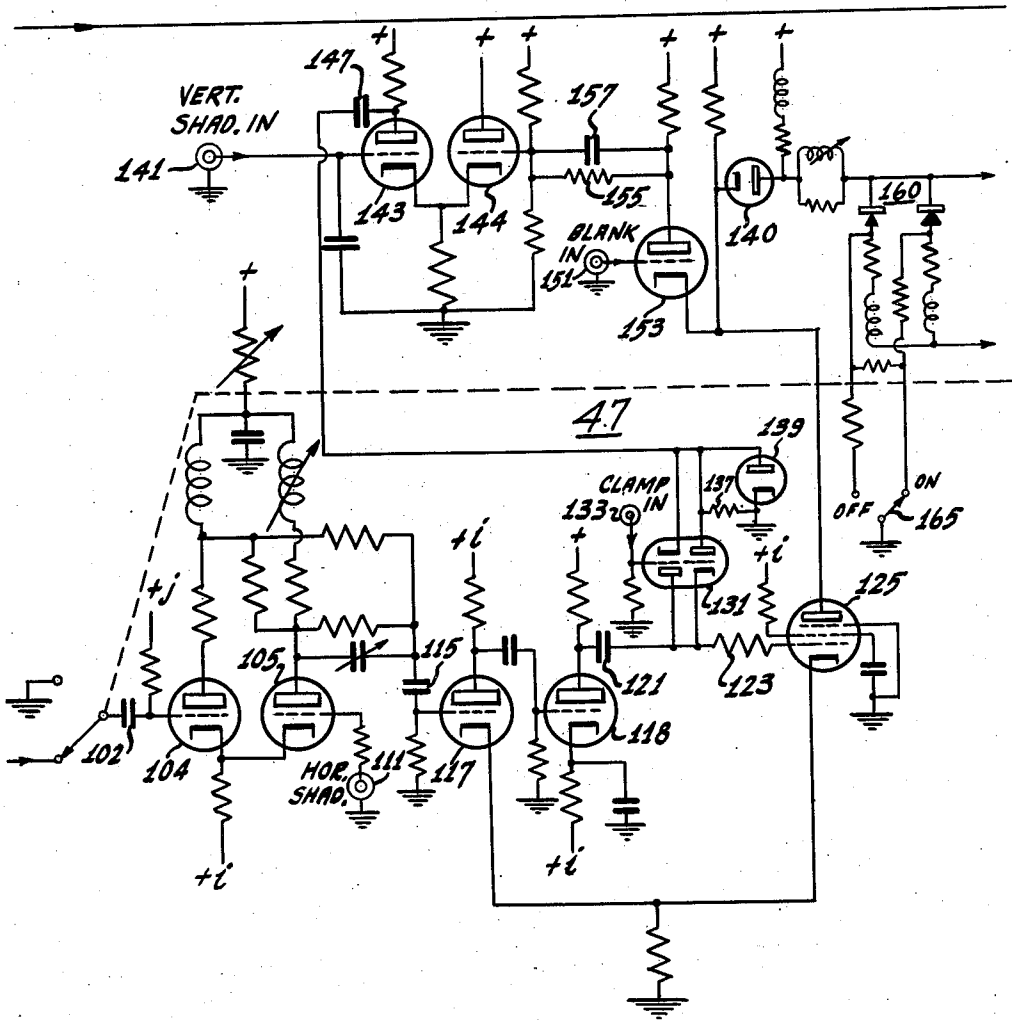 + + + + + +
147
VERT.
SHAD. IN
157
141
143
144
155
160
140
BLANK
IN
151
153
+
47
139
CLAMP
IN
137
133
OFF
ON
165
+i
+
+i
131
125
+j
105
115
121
123
102
104
111
117
118
HOR.
SHAD.
+i
+i